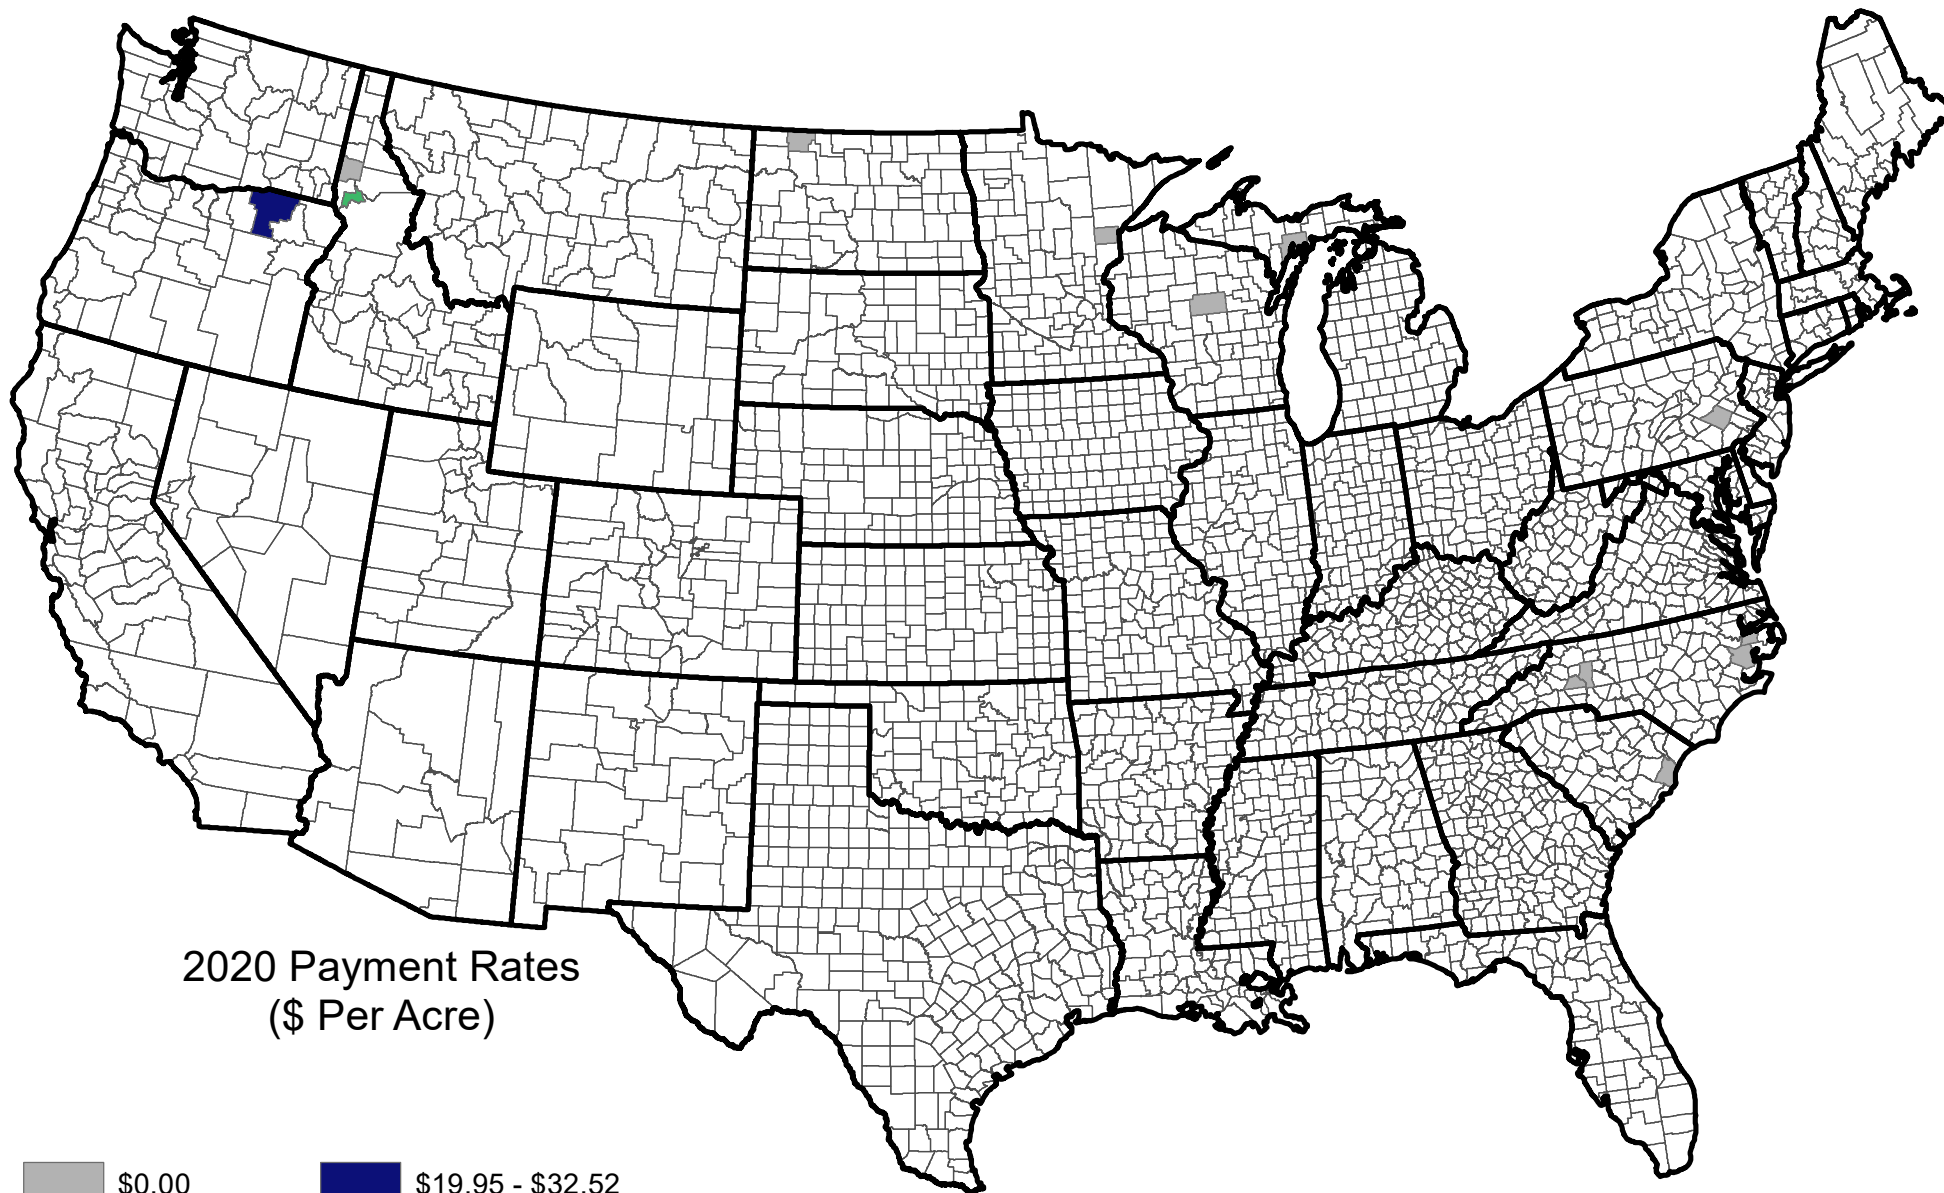 2020 Payment Rates
($ Per Acre)
$0.00 $19.95 - $32.52